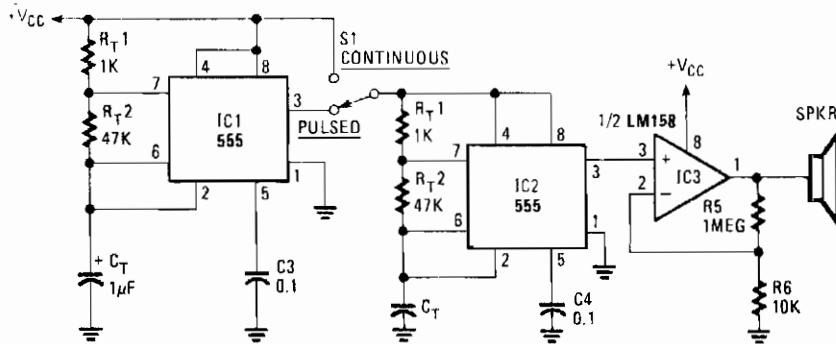 +VCC
RT1
1K
RT2
47K
CT
+
1µF
7
6
4
8
3
1
2
5
IC1
555
C3
0.1
S1
CONTINUOUS
PULSED
RT1
1K
RT2
47K
CT
7
6
4
8
3
1
2
5
IC2
555
C4
0.1
1/2 LM158
+VCC
8
3
+
2
−
IC3
1
R5
1MEG
R6
10K
SPKR